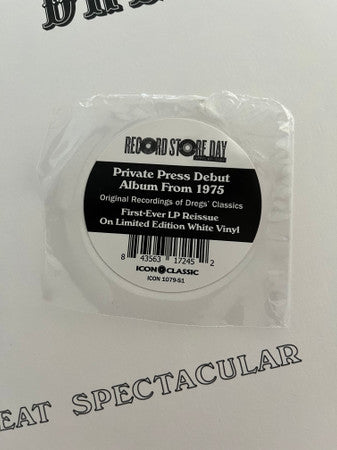 RECORD STORE DAY
Private Press Debut
Album From 1975
Original Recordings of Dregs' Classics
First-Ever LP Reissue
On Limited Edition White Vinyl
8 43563 17245 2
ICON CLASSIC
ICON 1079-S1
EAT SPECTACULAR